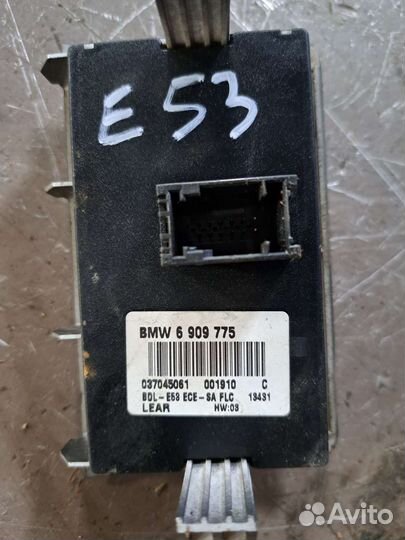 E53
BMW 6 909 775
037045061 001910 C
BDL-E53 ECE-SA FLC 13431
LEAR HW:03
Avito